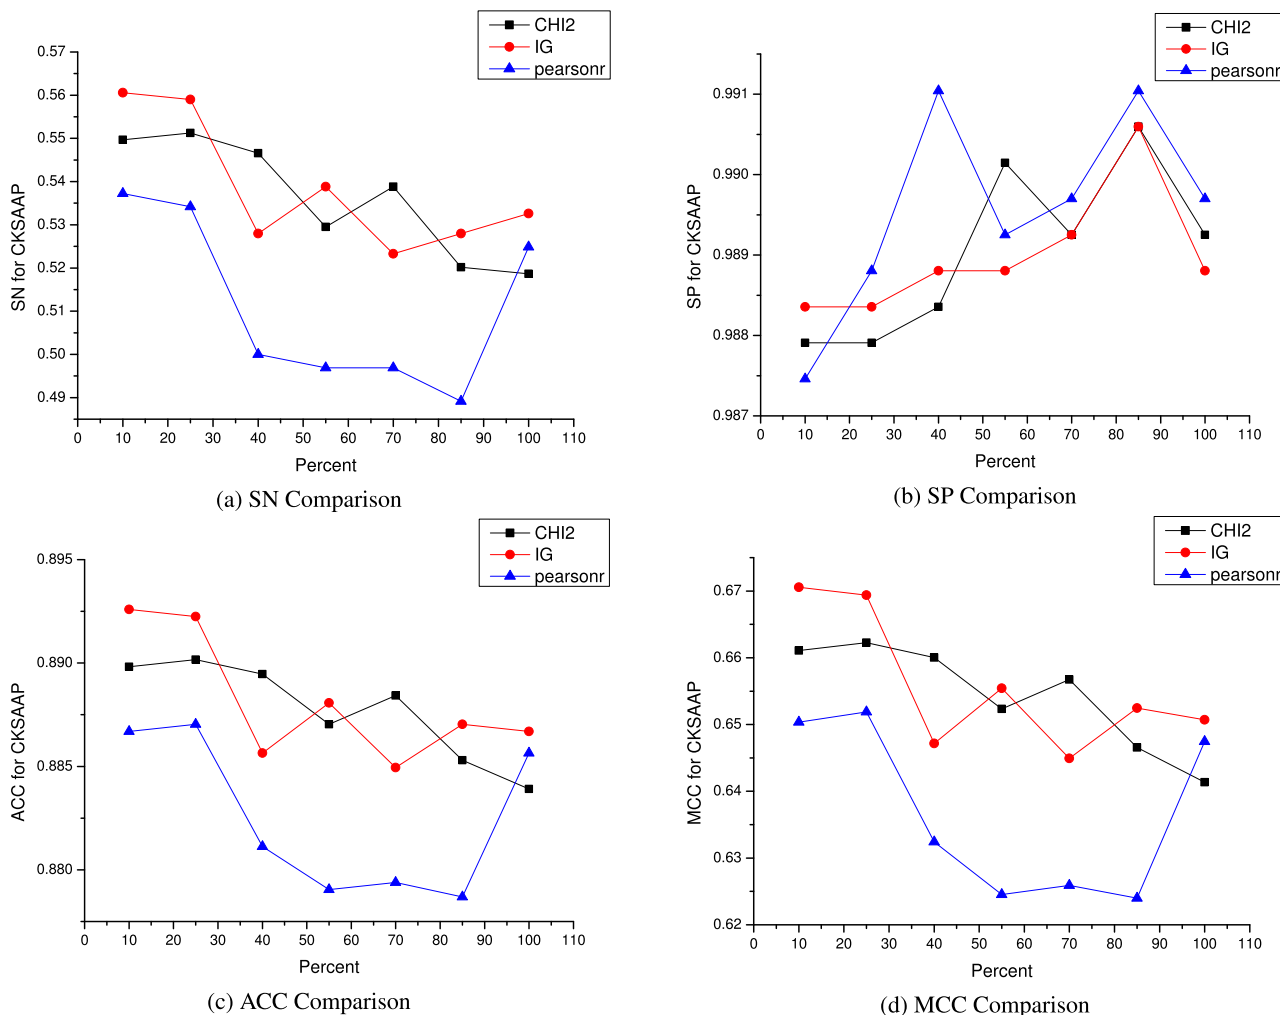 CHI2
IG
pearsonr
0.57
0.56
0.55
0.54
0.53
0.52
0.51
0.50
0.49
SN for CKSAAP
0 10 20 30 40 50 60 70 80 90 100 110
Percent
(a) SN Comparison
CHI2
IG
pearsonr
0.991
0.990
0.989
0.988
0.987
SP for CKSAAP
0 10 20 30 40 50 60 70 80 90 100 110
Percent
(b) SP Comparison
CHI2
IG
pearsonr
0.895
0.890
0.885
0.880
ACC for CKSAAP
0 10 20 30 40 50 60 70 80 90 100 110
Percent
(c) ACC Comparison
CHI2
IG
pearsonr
0.67
0.66
0.65
0.64
0.63
0.62
MCC for CKSAAP
0 10 20 30 40 50 60 70 80 90 100 110
Percent
(d) MCC Comparison